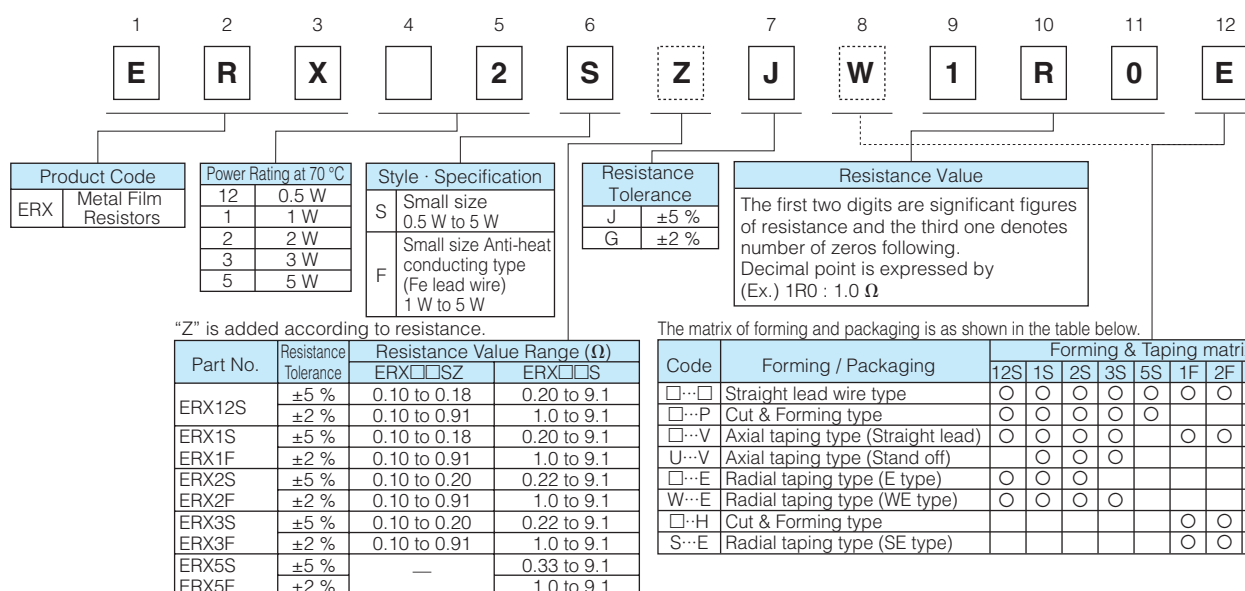 1 2 3 4 5 6 7 8 9 10 11 12
E R X 2 S Z J W 1 R 0 E
Product Code
ERX Metal Film Resistors
Power Rating at 70 °C
12 0.5 W
1 1 W
2 2 W
3 3 W
5 5 W
Style · Specification
S Small size
0.5 W to 5 W
F Small size Anti-heat
conducting type
(Fe lead wire)
1 W to 5 W
Resistance
Tolerance
J ±5 %
G ±2 %
Resistance Value
The first two digits are significant figures
of resistance and the third one denotes
number of zeros following.
Decimal point is expressed by
(Ex.) 1R0 : 1.0 Ω
“Z” is added according to resistance.
Part No. Resistance Tolerance Resistance Value Range (Ω)
ERX□□SZ ERX□□S
ERX12S ±5 % 0.10 to 0.18 0.20 to 9.1
±2 % 0.10 to 0.91 1.0 to 9.1
ERX1S ±5 % 0.10 to 0.18 0.20 to 9.1
ERX1F ±2 % 0.10 to 0.91 1.0 to 9.1
ERX2S ±5 % 0.10 to 0.20 0.22 to 9.1
ERX2F ±2 % 0.10 to 0.91 1.0 to 9.1
ERX3S ±5 % 0.10 to 0.20 0.22 to 9.1
ERX3F ±2 % 0.10 to 0.91 1.0 to 9.1
ERX5S ±5 % — 0.33 to 9.1
ERX5F ±2 % 1.0 to 9.1
The matrix of forming and packaging is as shown in the table below.
Code Forming / Packaging Forming & Taping matri
12S 1S 2S 3S 5S 1F 2F
□···□ Straight lead wire type ○ ○ ○ ○ ○ ○ ○
□···P Cut & Forming type ○ ○ ○ ○ ○
□···V Axial taping type (Straight lead) ○ ○ ○ ○ ○ ○
U···V Axial taping type (Stand off) ○ ○ ○
□···E Radial taping type (E type) ○ ○ ○
W···E Radial taping type (WE type) ○ ○ ○ ○
□··H Cut & Forming type ○ ○
S···E Radial taping type (SE type) ○ ○